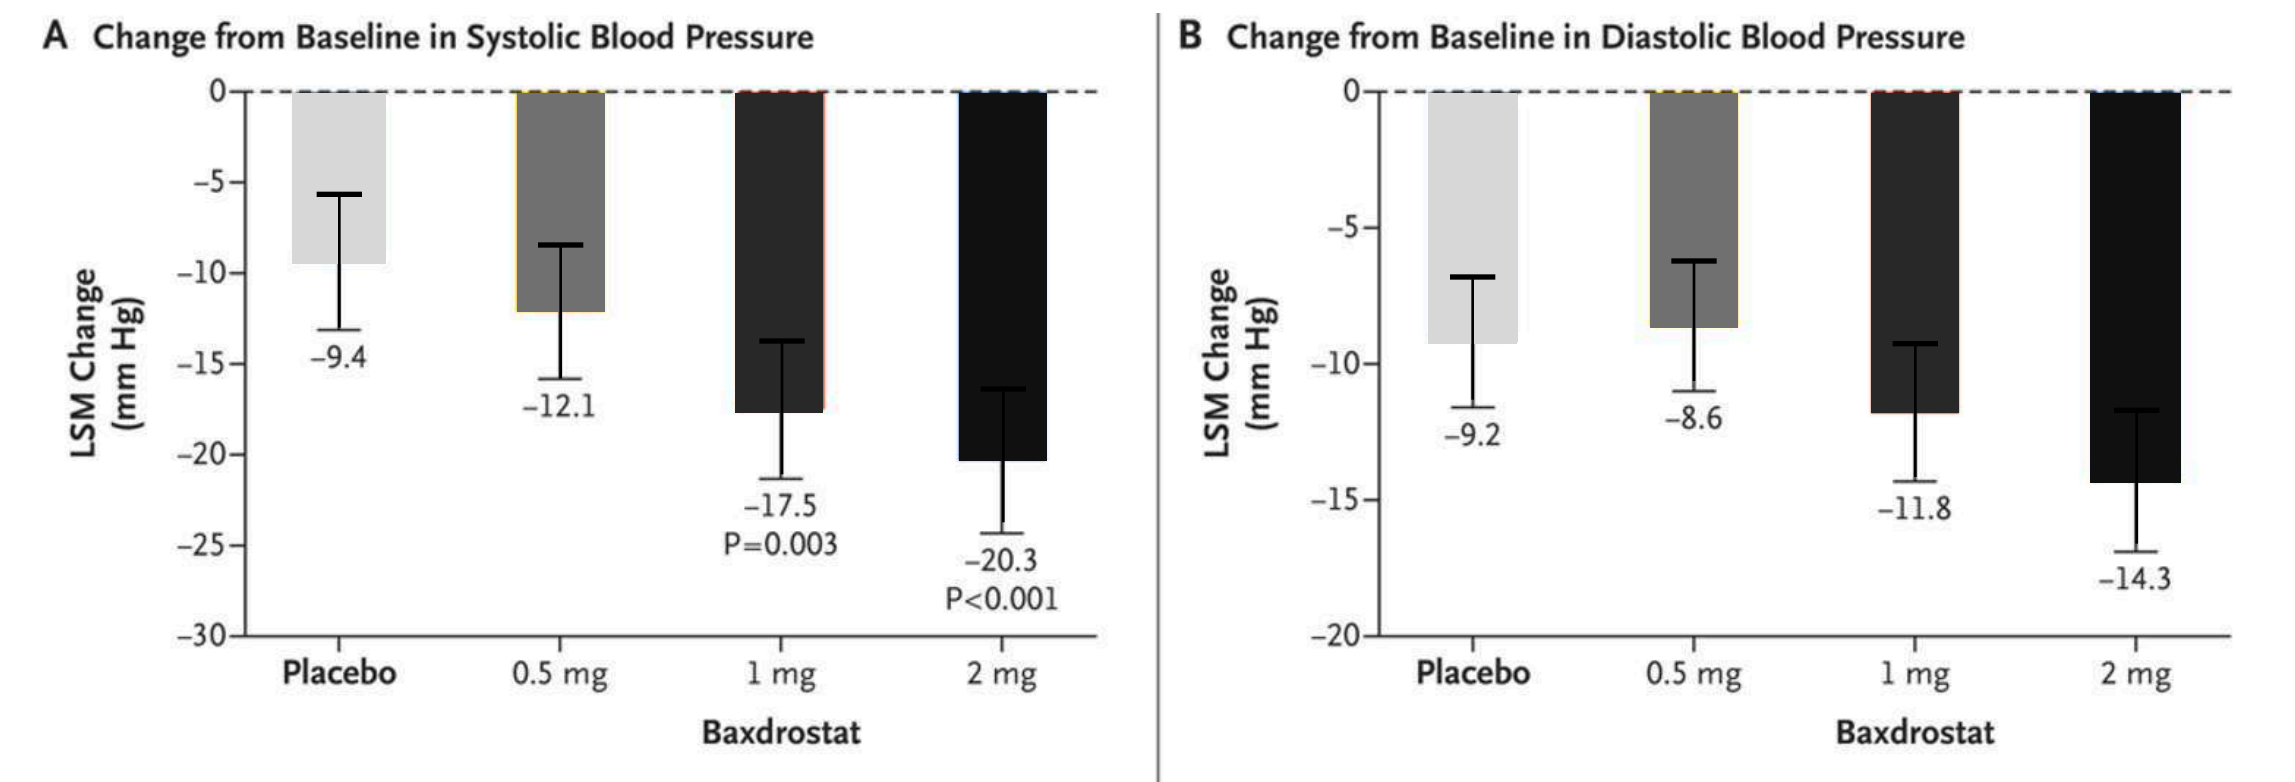 A Change from Baseline in Systolic Blood Pressure
LSM Change
(mm Hg)
0
–5
–10
–15
–20
–25
–30
–9.4
–12.1
–17.5
P=0.003
–20.3
P<0.001
Placebo 0.5 mg 1 mg 2 mg
Baxdrostat
B Change from Baseline in Diastolic Blood Pressure
LSM Change
(mm Hg)
0
–5
–10
–15
–20
–9.2
–8.6
–11.8
–14.3
Placebo 0.5 mg 1 mg 2 mg
Baxdrostat